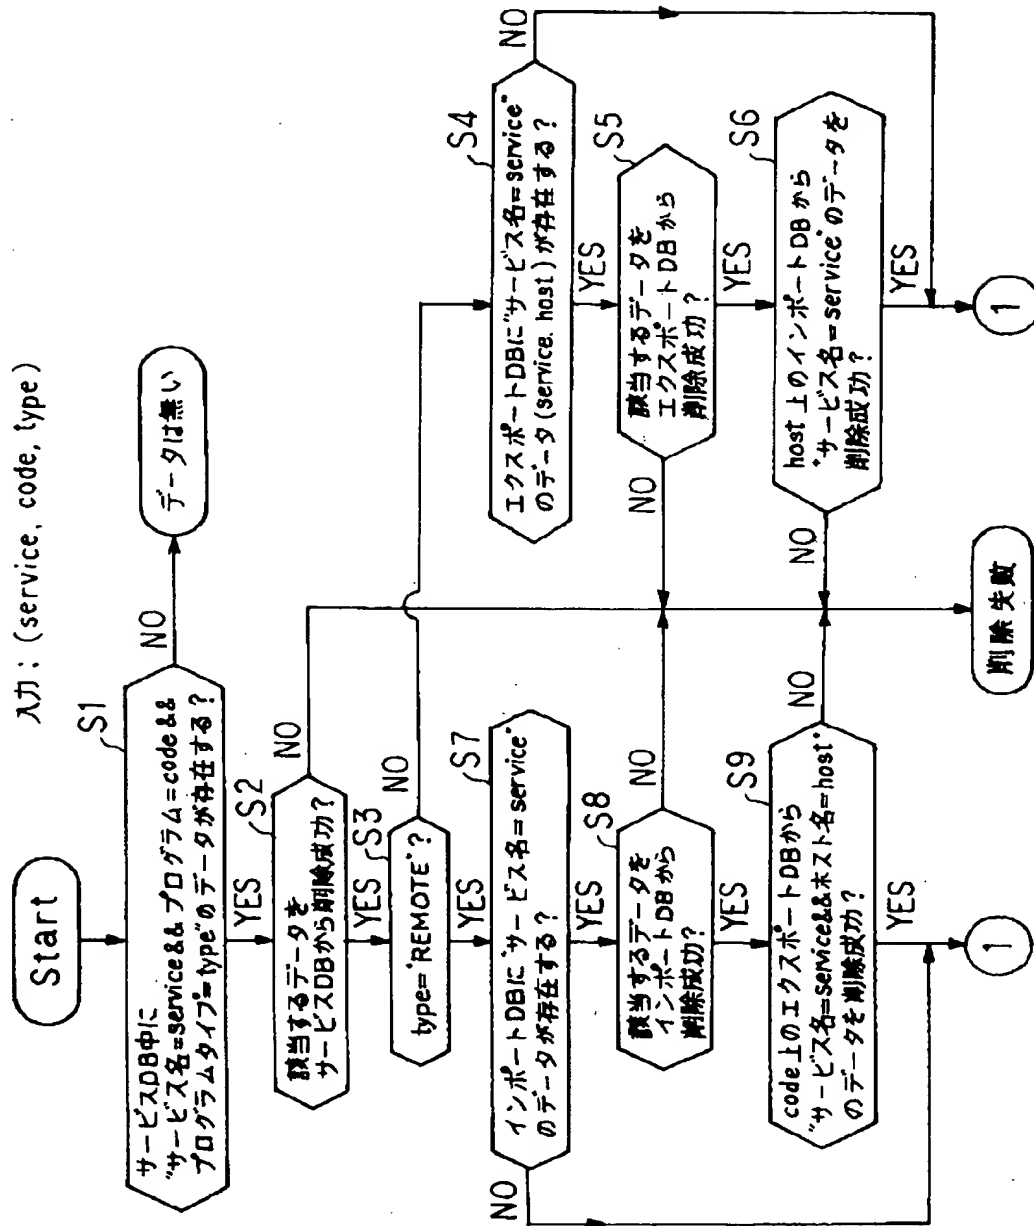 入力:(service, code, type)
Start
S1
サービスDB中に
"サービス名=service&&プログラム=code&&
プログラムタイプ=type"のデータが存在する?
NO
データは無い
YES
S2
該当するデータを
サービスDBから削除成功?
NO
YES
S3
type="REMOTE"?
NO
YES
S7
インポートDBに"サービス名=service"
のデータが存在する?
NO
YES
S8
該当するデータを
インポートDBから
削除成功?
NO
YES
S9
code上のエクスポートDBから
"サービス名=service&&ホスト名=host"
のデータを削除成功?
NO
YES
1
S4
エクスポートDBに"サービス名=service"
のデータ(service, host)が存在する?
NO
YES
S5
該当するデータを
エクスポートDBから
削除成功?
NO
YES
S6
host上のインポートDBから
"サービス名=service"のデータを
削除成功?
NO
YES
1
削除失敗